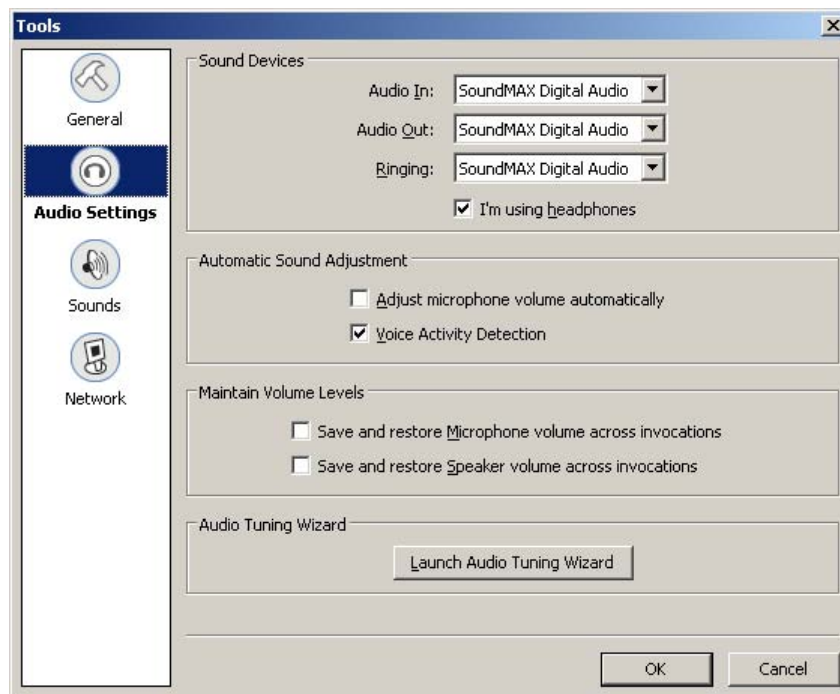 Tools
General
Audio Settings
Sounds
Network
Sound Devices
Audio In: SoundMAX Digital Audio
Audio Out: SoundMAX Digital Audio
Ringing: SoundMAX Digital Audio
I'm using headphones
Automatic Sound Adjustment
Adjust microphone volume automatically
Voice Activity Detection
Maintain Volume Levels
Save and restore Microphone volume across invocations
Save and restore Speaker volume across invocations
Audio Tuning Wizard
Launch Audio Tuning Wizard
OK Cancel